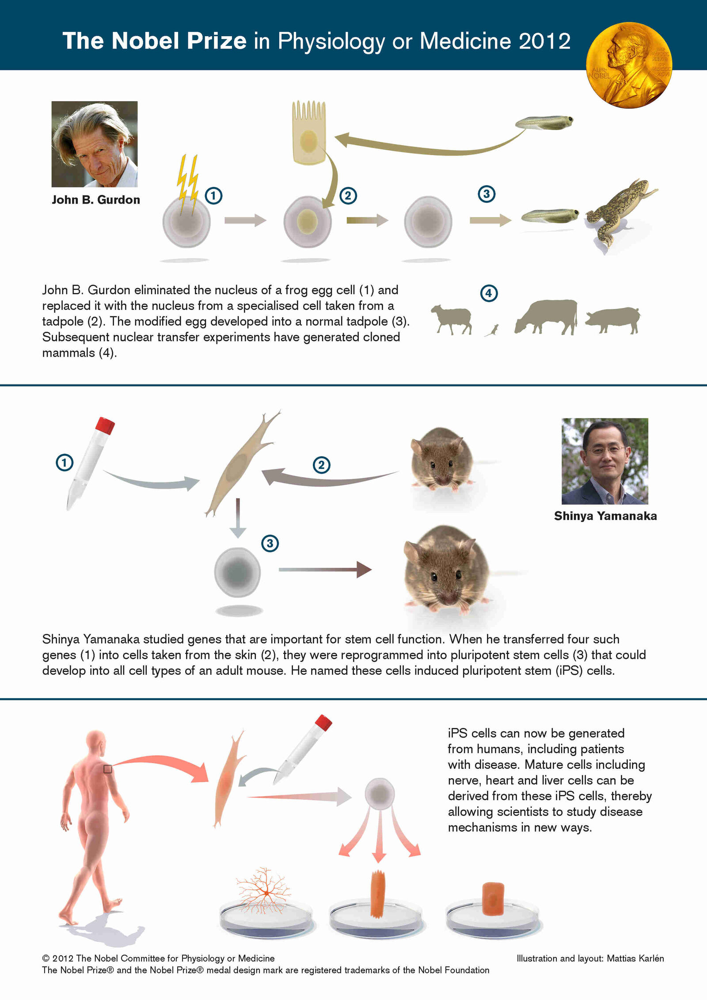 The Nobel Prize in Physiology or Medicine 2012
ALFR-
NOBEL
John B. Gurdon
1
2
3
John B. Gurdon eliminated the nucleus of a frog egg cell (1) and
replaced it with the nucleus from a specialised cell taken from a
tadpole (2). The modified egg developed into a normal tadpole (3).
Subsequent nuclear transfer experiments have generated cloned
mammals (4).
4
1
2
Shinya Yamanaka
3
Shinya Yamanaka studied genes that are important for stem cell function. When he transferred four such
genes (1) into cells taken from the skin (2), they were reprogrammed into pluripotent stem cells (3) that could
develop into all cell types of an adult mouse. He named these cells induced pluripotent stem (iPS) cells.
iPS cells can now be generated
from humans, including patients
with disease. Mature cells including
nerve, heart and liver cells can be
derived from these iPS cells, thereby
allowing scientists to study disease
mechanisms in new ways.
© 2012 The Nobel Committee for Physiology or Medicine
The Nobel Prize® and the Nobel Prize® medal design mark are registered trademarks of the Nobel Foundation
Illustration and layout: Mattias Karlén